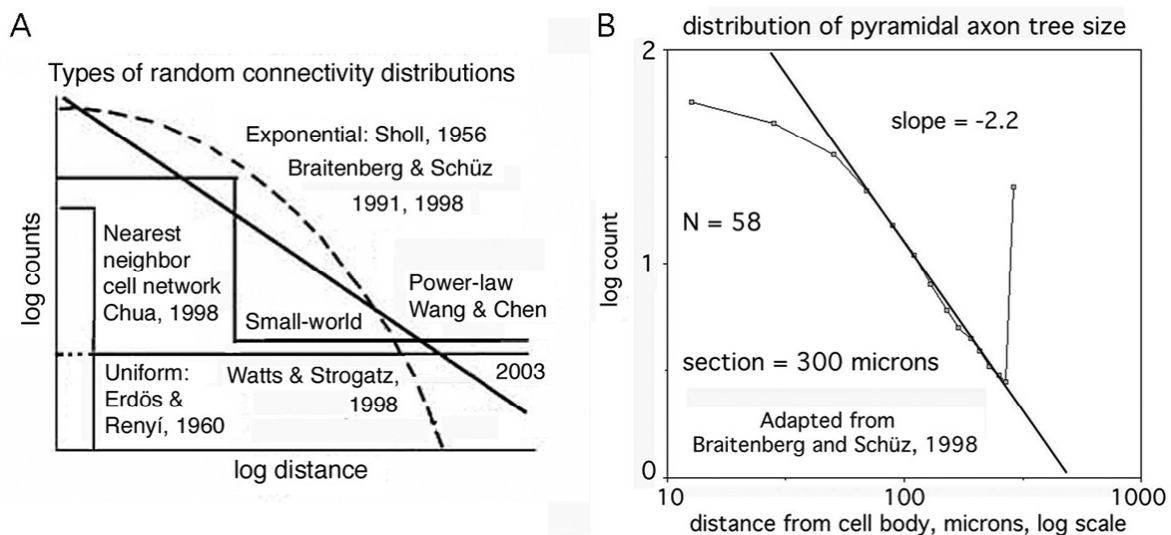 A
Types of random connectivity distributions
Exponential: Sholl, 1956
Braitenberg & Schüz
1991, 1998
Nearest
neighbor
cell network
Chua, 1998
Power-law
Wang & Chen
2003
Small-world
Watts & Strogatz,
1998
Uniform:
Erdös &
Renyí, 1960
log counts
log distance
B
distribution of pyramidal axon tree size
2
1
0
slope = -2.2
N = 58
section = 300 microns
Adapted from
Braitenberg and Schüz, 1998
log count
10
100
1000
distance from cell body, microns, log scale